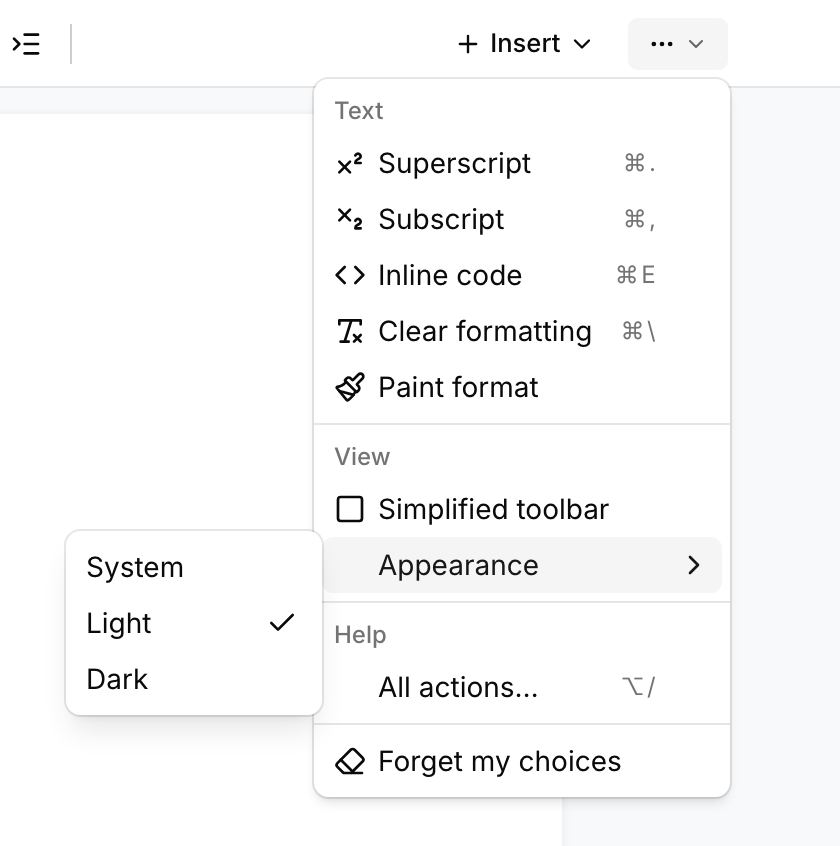 Insert
Text
Superscript ⌘.
Subscript ⌘,
Inline code ⌘E
Clear formatting ⌘\
Paint format
View
Simplified toolbar
Appearance
System
Light
Dark
Help
All actions... ⌥/
Forget my choices